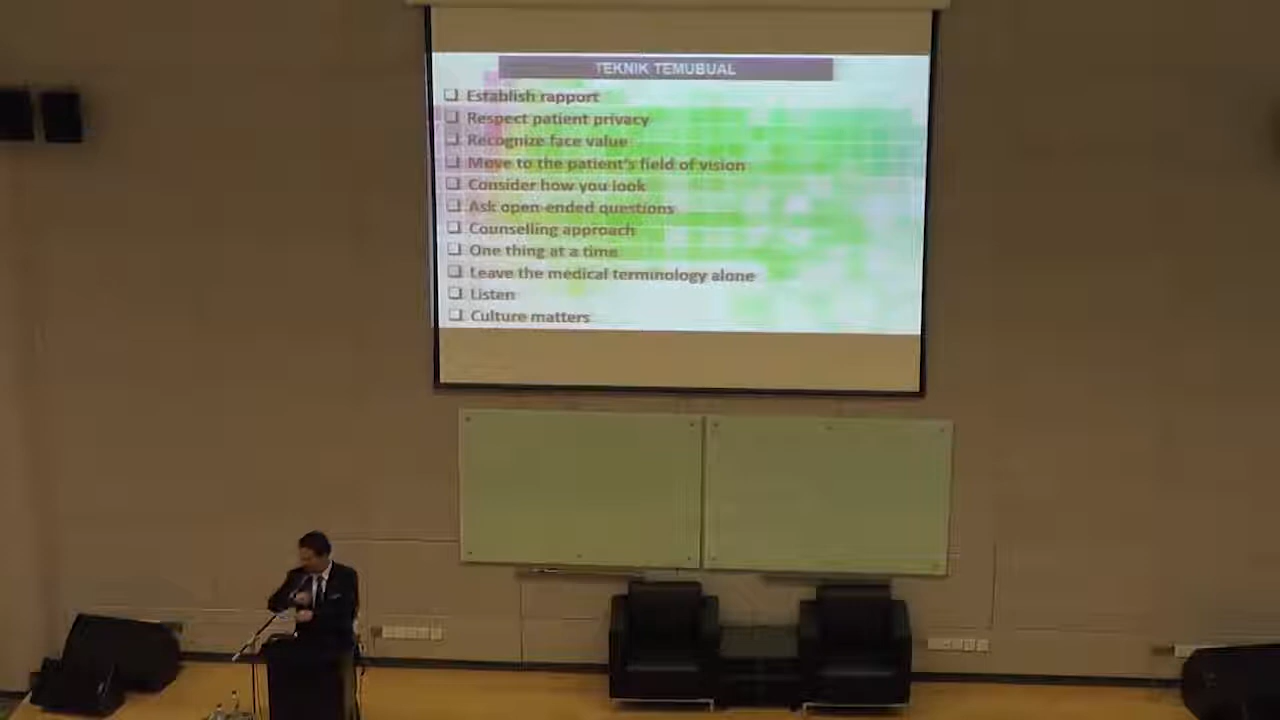 TEKNIK TEMUBUAL
❑ Establish rapport
❑ Respect patient privacy
❑ Recognize face value
❑ Move to the patient's field of vision
❑ Consider how you look
❑ Ask open-ended questions
❑ Counselling approach
❑ One thing at a time
❑ Leave the medical terminology alone
❑ Listen
❑ Culture matters